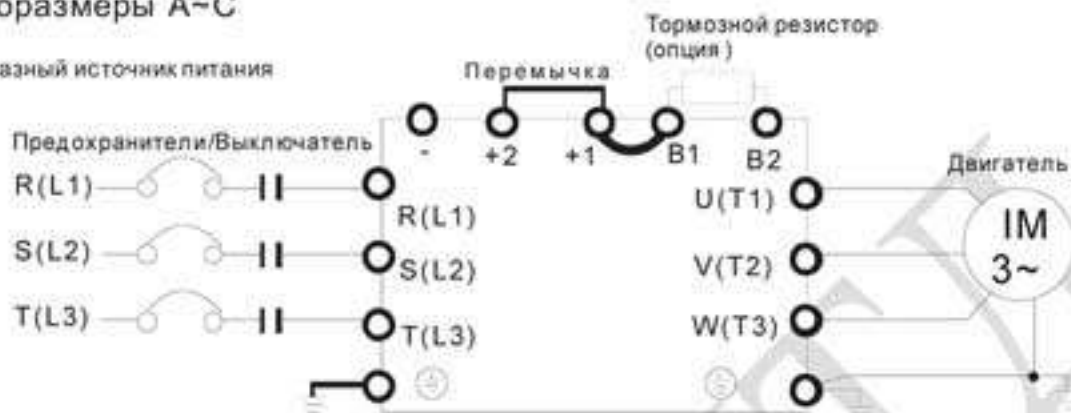 оразмеры А~С
азный источник питания
Тормозной резистор
(опция )
Перемычка
Предохранители/Выключатель
-
+2
+1
B1
B2
Двигатель
R(L1)
R(L1)
U(T1)
IM
3~
S(L2)
S(L2)
V(T2)
T(L3)
T(L3)
W(T3)